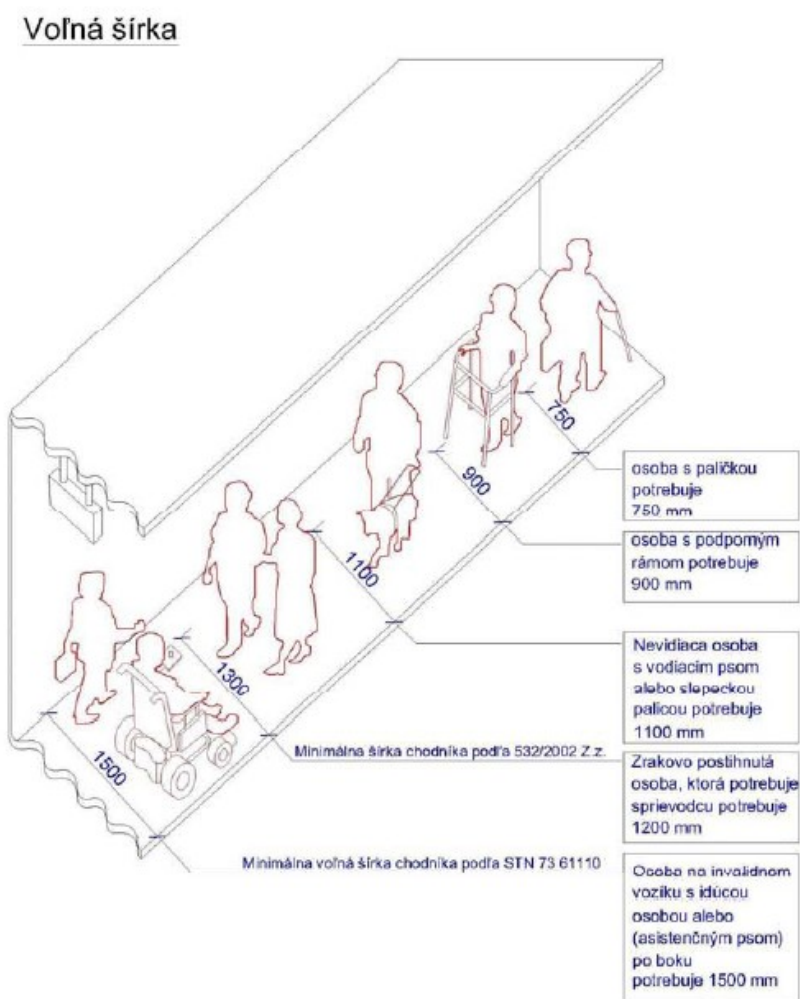 Voľná šírka
750
900
1100
1300
1500
osoba s paličkou
potrebuje
750 mm
osoba s podporným
rámom potrebuje
900 mm
Nevidiaca osoba
s vodiacim psom
alebo slepeckou
palicou potrebuje
1100 mm
Minimálna šírka chodníka podľa 532/2002 Z.z.
Zrakovo postihnutá
osoba, ktorá potrebuje
sprievodcu potrebuje
1200 mm
Minimálna voľná šírka chodníka podľa STN 73 61110
Osoba na invalidnom
vozíku s idúcou
osobou alebo
(asistenčným psom)
po boku
potrebuje 1500 mm